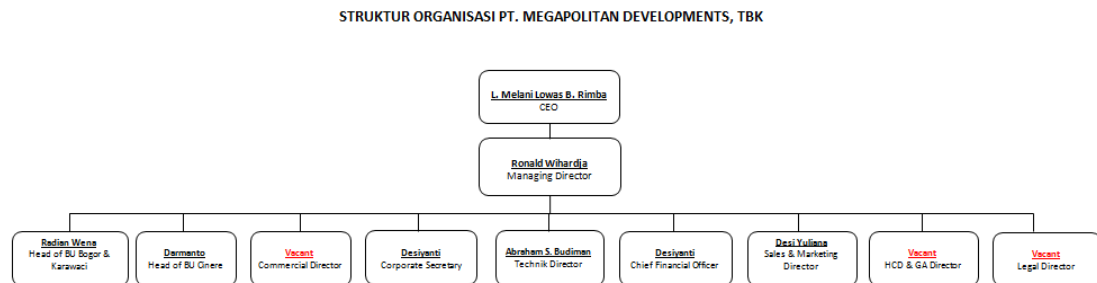 STRUKTUR ORGANISASI PT. MEGAPOLITAN DEVELOPMENTS, TBK
L. Melani Lowas B. Rimba
CEO
Ronald Wihardja
Managing Director
Radian Wena
Head of BU Bogor &
Karawaci
Darmanto
Head of BU Cinere
Vacant
Commercial Director
Desiyanti
Corporate Secretary
Abraham S. Budiman
Technik Director
Desiyanti
Chief Financial Officer
Desi Yuliana
Sales & Marketing
Director
Vacant
HCD & GA Director
Vacant
Legal Director